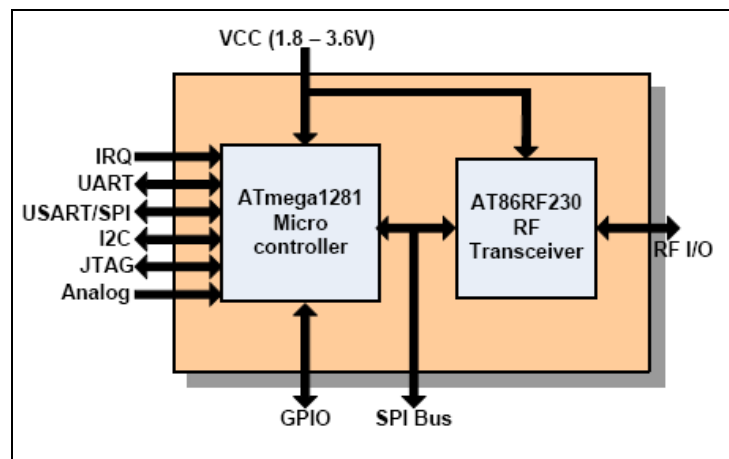 VCC (1.8 – 3.6V)
IRQ
UART
USART/SPI
I2C
JTAG
Analog
ATmega1281
Micro
controller
AT86RF230
RF
Transceiver
RF I/O
GPIO
SPI Bus